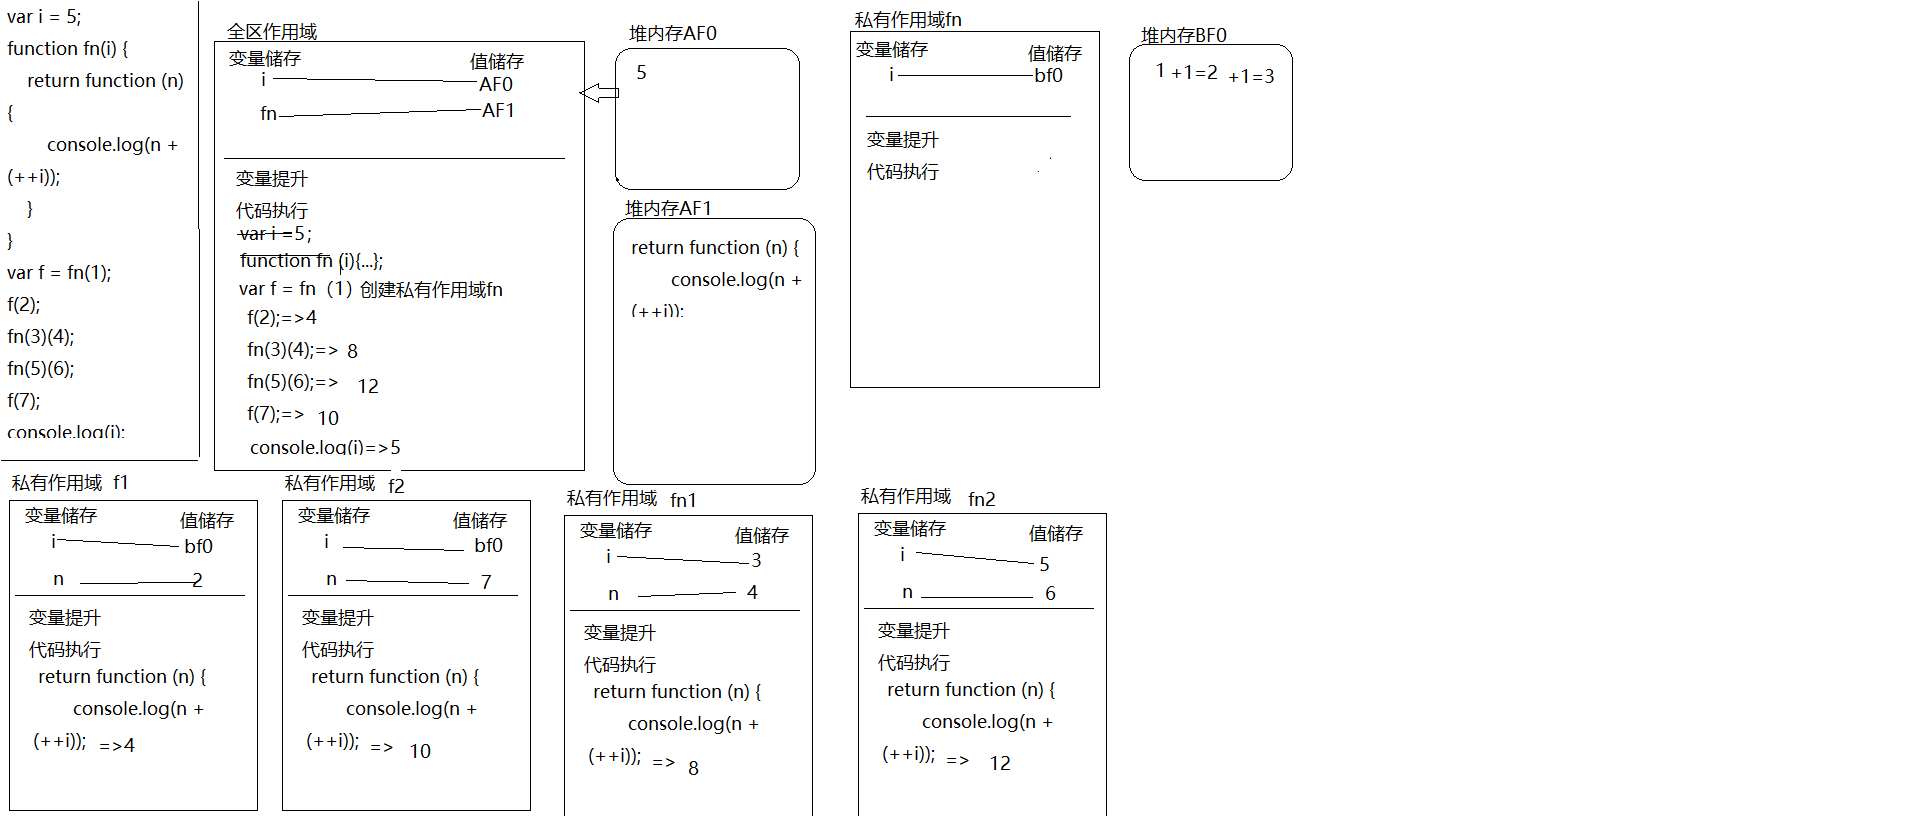 var i = 5;
function fn(i) {
return function (n)
{
console.log(n +
(++i));
}
}
var f = fn(1);
f(2);
fn(3)(4);
fn(5)(6);
f(7);
console.log(i);
全区作用域
变量储存 值储存
i AF0
fn AF1
变量提升
代码执行
var i =5;
function fn (i){...};
var f = fn（1）创建私有作用域fn
f(2);=>4
fn(3)(4);=> 8
fn(5)(6);=> 12
f(7);=> 10
console.log(i)=>5
堆内存AF0
5
堆内存AF1
return function (n) {
console.log(n +
(++i));
私有作用域fn
变量储存 值储存
i bf0
变量提升
代码执行
堆内存BF0
1 +1=2 +1=3
私有作用域 f1
变量储存 值储存
i bf0
n 2
变量提升
代码执行
return function (n) {
console.log(n +
(++i)); =>4
私有作用域 f2
变量储存 值储存
i bf0
n 7
变量提升
代码执行
return function (n) {
console.log(n +
(++i)); => 10
私有作用域 fn1
变量储存 值储存
i 3
n 4
变量提升
代码执行
return function (n) {
console.log(n +
(++i)); => 8
私有作用域 fn2
变量储存 值储存
i 5
n 6
变量提升
代码执行
return function (n) {
console.log(n +
(++i)); => 12